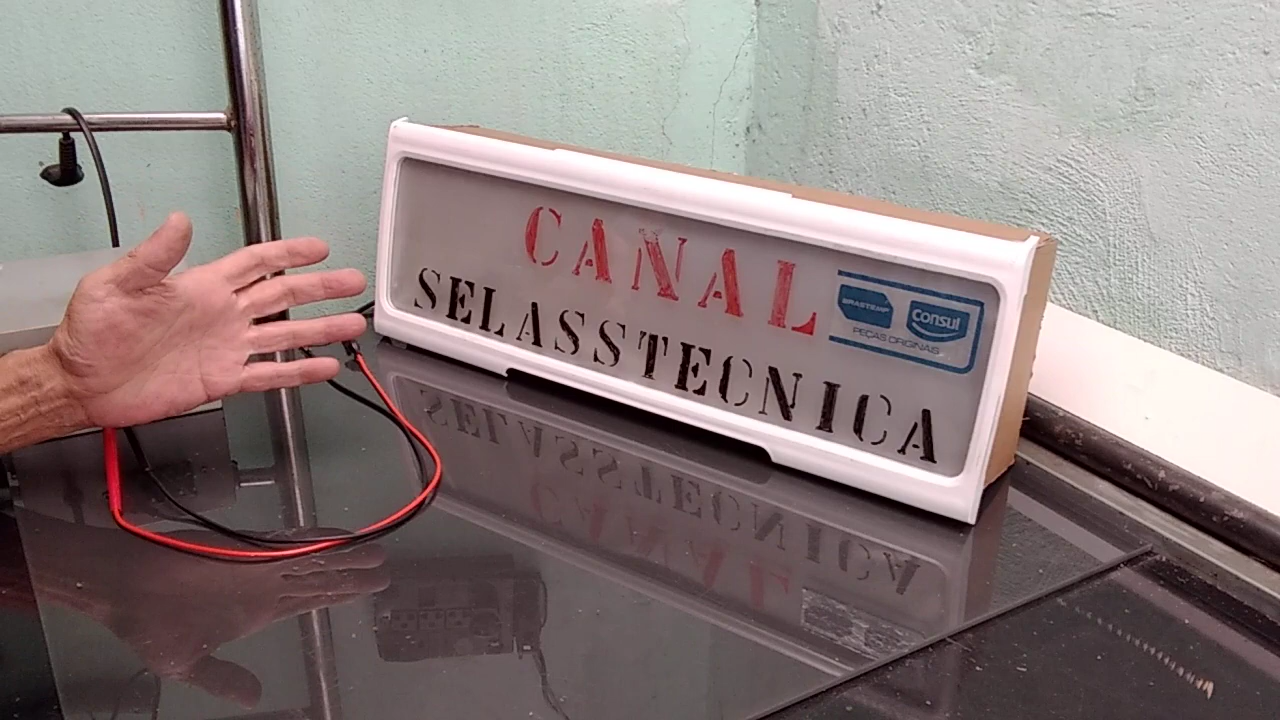 CANAL
SELASSTECNICA
BRASTEMP
consul
PEÇAS ORIGINAIS